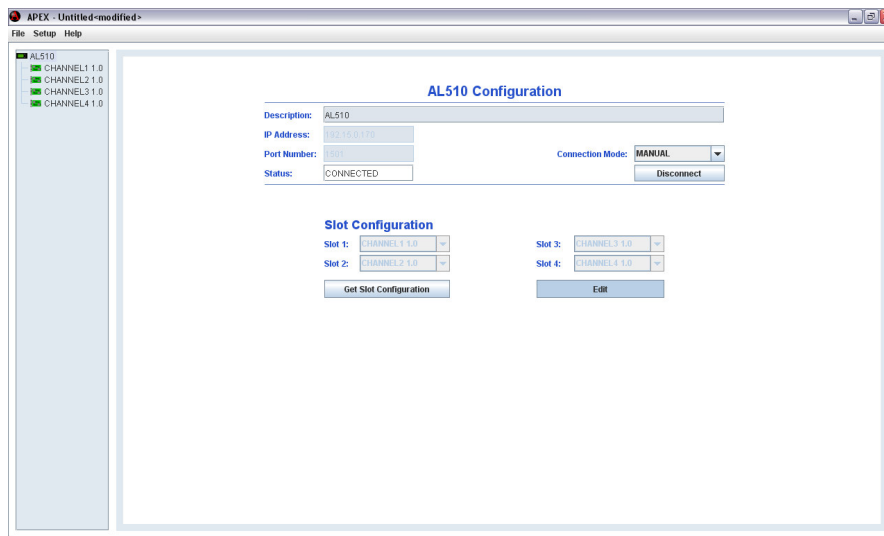 APEX - Untitled<modified>
File Setup Help
AL510
CHANNEL1 1.0
CHANNEL2 1.0
CHANNEL3 1.0
CHANNEL4 1.0
AL510 Configuration
Description: AL510
IP Address: 192.15.0.170
Port Number: 1501 Connection Mode: MANUAL
Status: CONNECTED Disconnect
Slot Configuration
Slot 1: CHANNEL1 1.0 Slot 3: CHANNEL3 1.0
Slot 2: CHANNEL2 1.0 Slot 4: CHANNEL4 1.0
Get Slot Configuration Edit